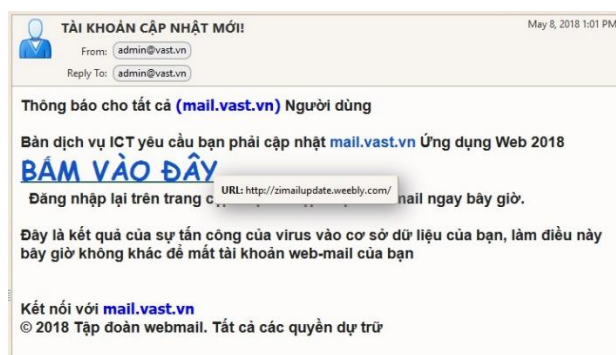 TÀI KHOẢN CẬP NHẬT MỚI!
May 8, 2018 1:01 PM
From: admin@vast.vn
Reply To: admin@vast.vn
Thông báo cho tất cả (mail.vast.vn) Người dùng
Bàn dịch vụ ICT yêu cầu bạn phải cập nhật mail.vast.vn Ứng dụng Web 2018
BẤM VÀO ĐÂY
URL: http://zimailupdate.weebly.com/
Đăng nhập lại trên trang mail ngay bây giờ.
Đây là kết quả của sự tấn công của virus vào cơ sở dữ liệu của bạn, làm điều này
bây giờ không khác để mất tài khoản web-mail của bạn
Kết nối với mail.vast.vn
© 2018 Tập đoàn webmail. Tất cả các quyền dự trữ